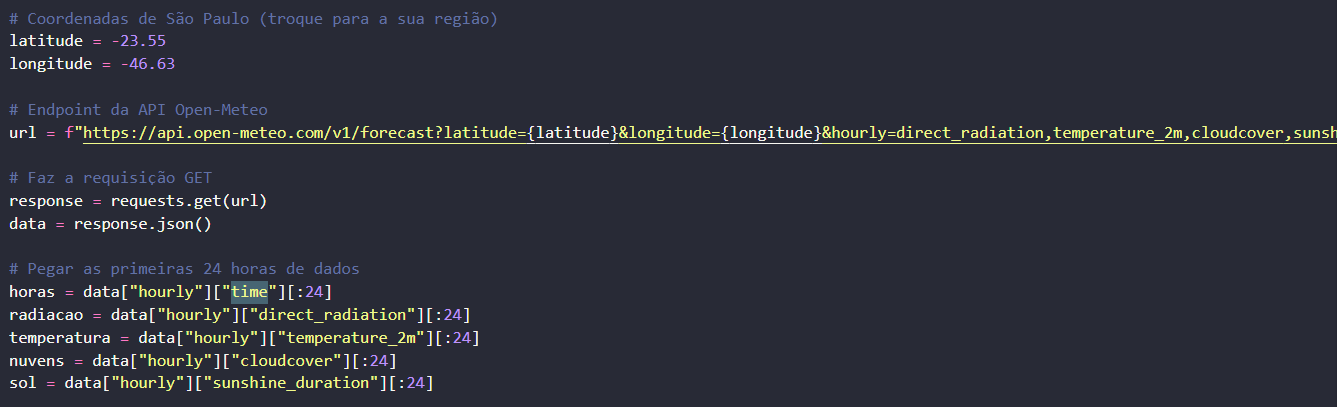 # Coordenadas de São Paulo (troque para a sua região)
latitude = -23.55
longitude = -46.63
# Endpoint da API Open-Meteo
url = f"https://api.open-meteo.com/v1/forecast?latitude={latitude}&longitude={longitude}&hourly=direct_radiation,temperature_2m,cloudcover,sunsh
# Faz a requisição GET
response = requests.get(url)
data = response.json()
# Pegar as primeiras 24 horas de dados
horas = data["hourly"]["time"][:24]
radiacao = data["hourly"]["direct_radiation"][:24]
temperatura = data["hourly"]["temperature_2m"][:24]
nuvens = data["hourly"]["cloudcover"][:24]
sol = data["hourly"]["sunshine_duration"][:24]